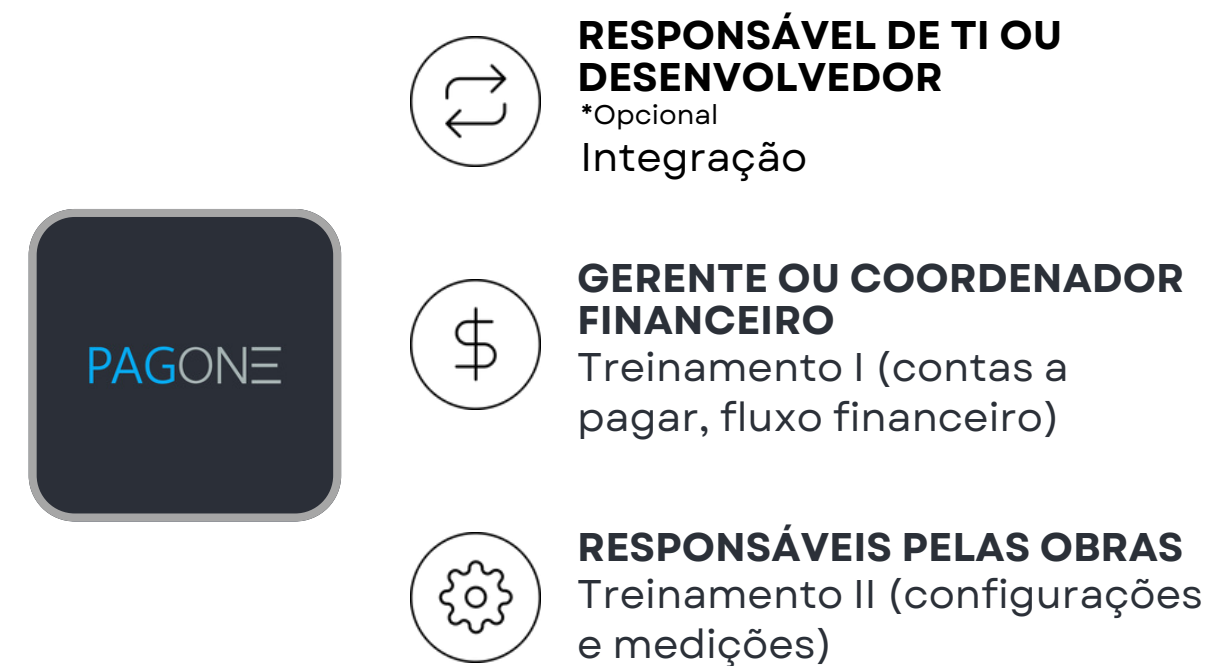 RESPONSÁVEL DE TI OU
DESENVOLVEDOR
*Opcional
Integração
PAGONE
GERENTE OU COORDENADOR
FINANCEIRO
Treinamento I (contas a
pagar, fluxo financeiro)
RESPONSÁVEIS PELAS OBRAS
Treinamento II (configurações
e medições)